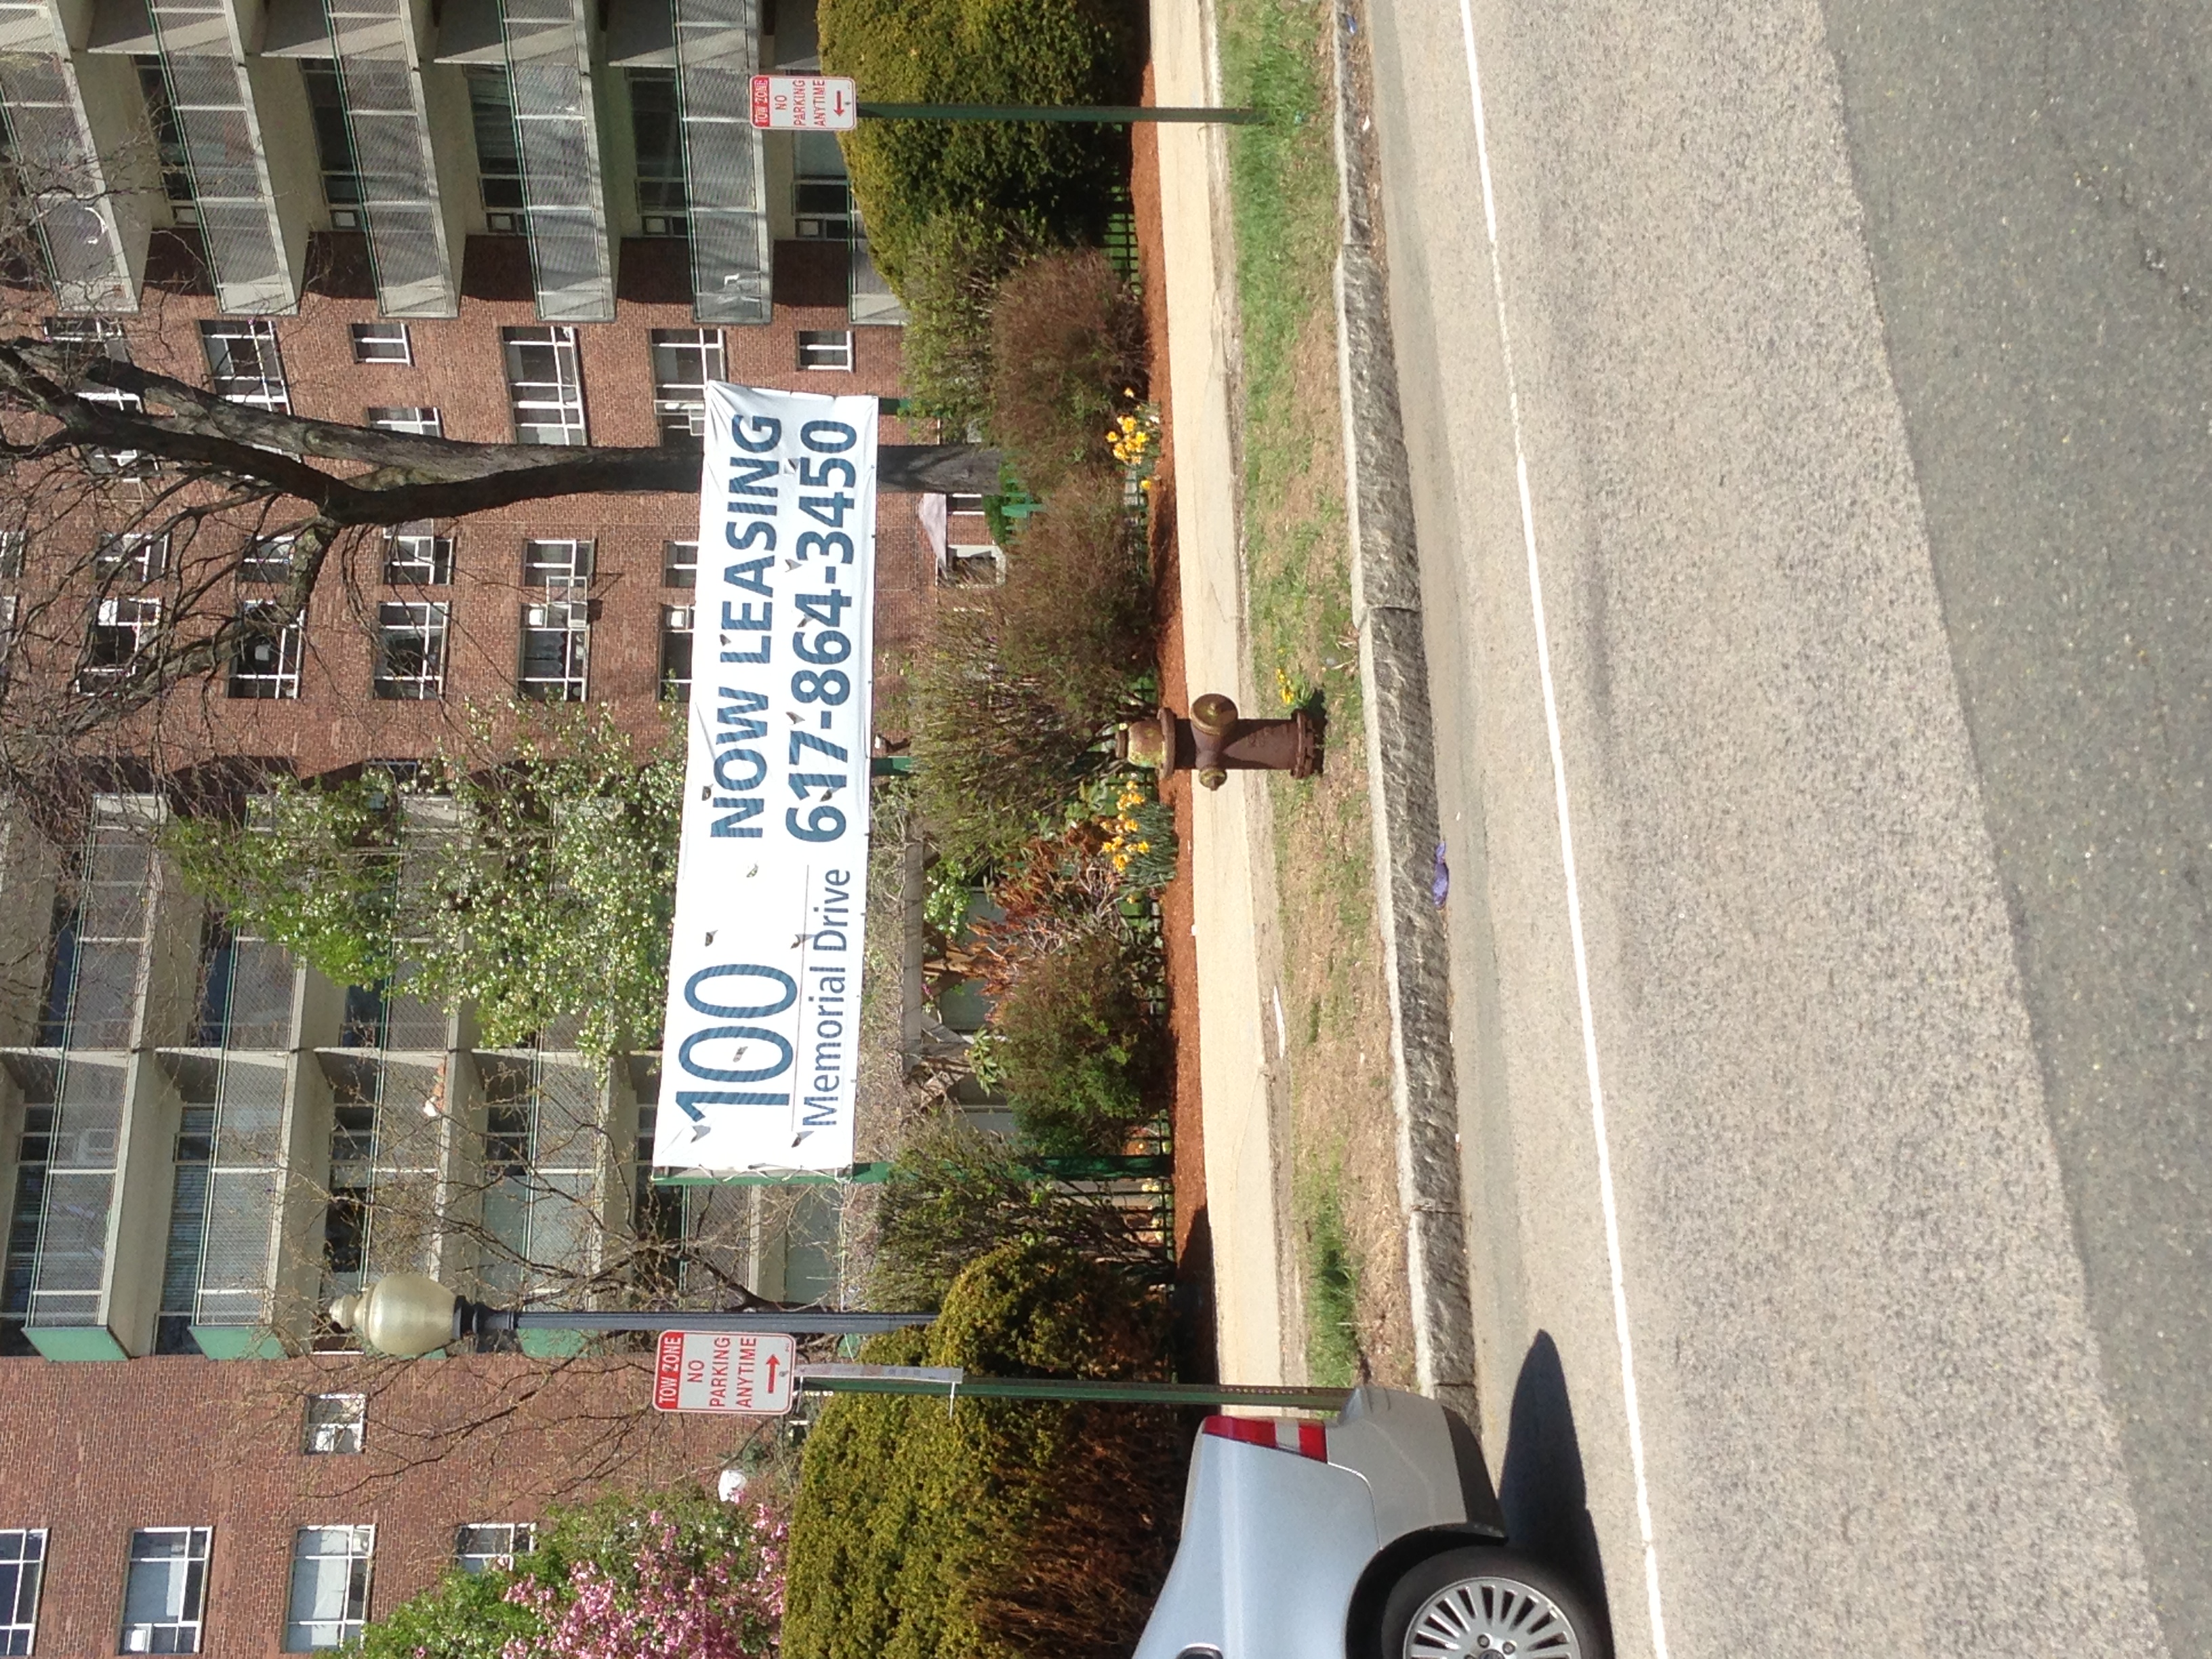 100
Memorial Drive
NOW LEASING
617-864-3450
TOW ZONE
NO
PARKING
ANYTIME
TOW ZONE
NO
PARKING
ANYTIME